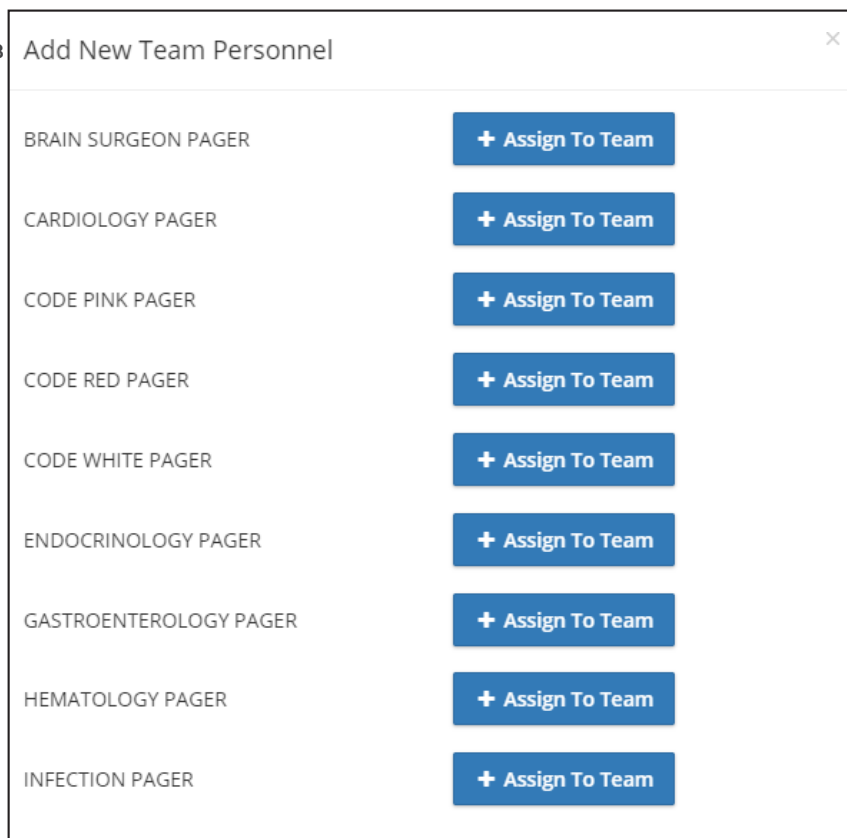 Add New Team Personnel ×
BRAIN SURGEON PAGER + Assign To Team
CARDIOLOGY PAGER + Assign To Team
CODE PINK PAGER + Assign To Team
CODE RED PAGER + Assign To Team
CODE WHITE PAGER + Assign To Team
ENDOCRINOLOGY PAGER + Assign To Team
GASTROENTEROLOGY PAGER + Assign To Team
HEMATOLOGY PAGER + Assign To Team
INFECTION PAGER + Assign To Team